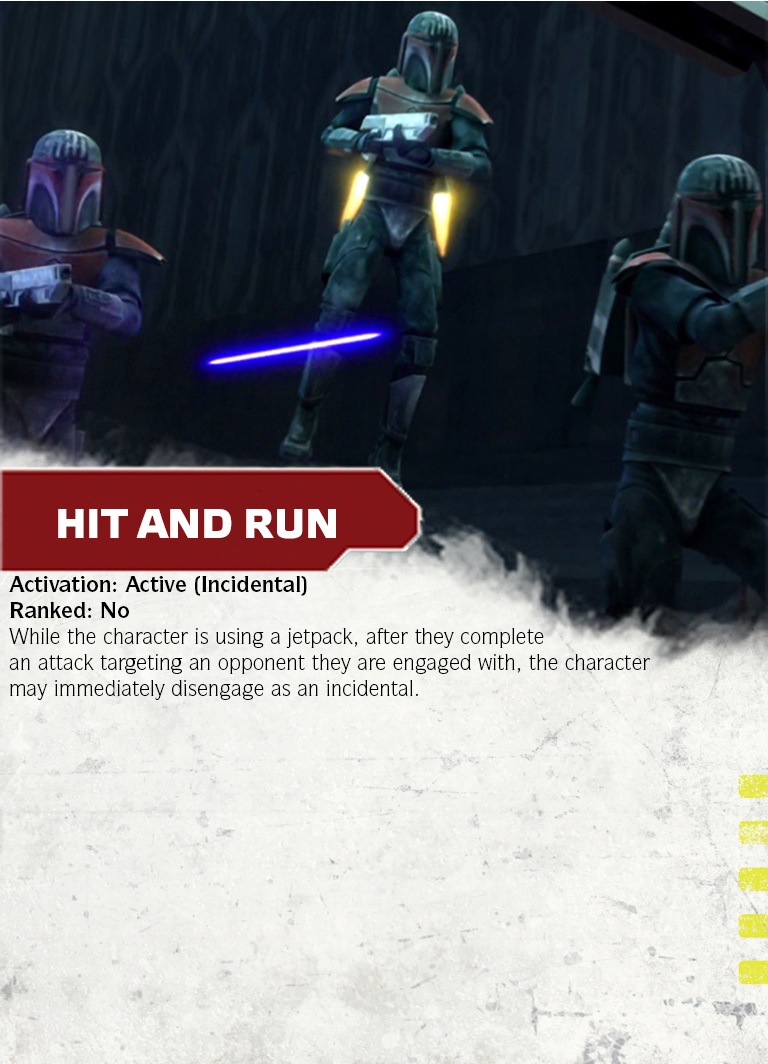 HIT AND RUN
Activation: Active (Incidental)
Ranked: No
While the character is using a jetpack, after they complete
an attack targeting an opponent they are engaged with, the character
may immediately disengage as an incidental.